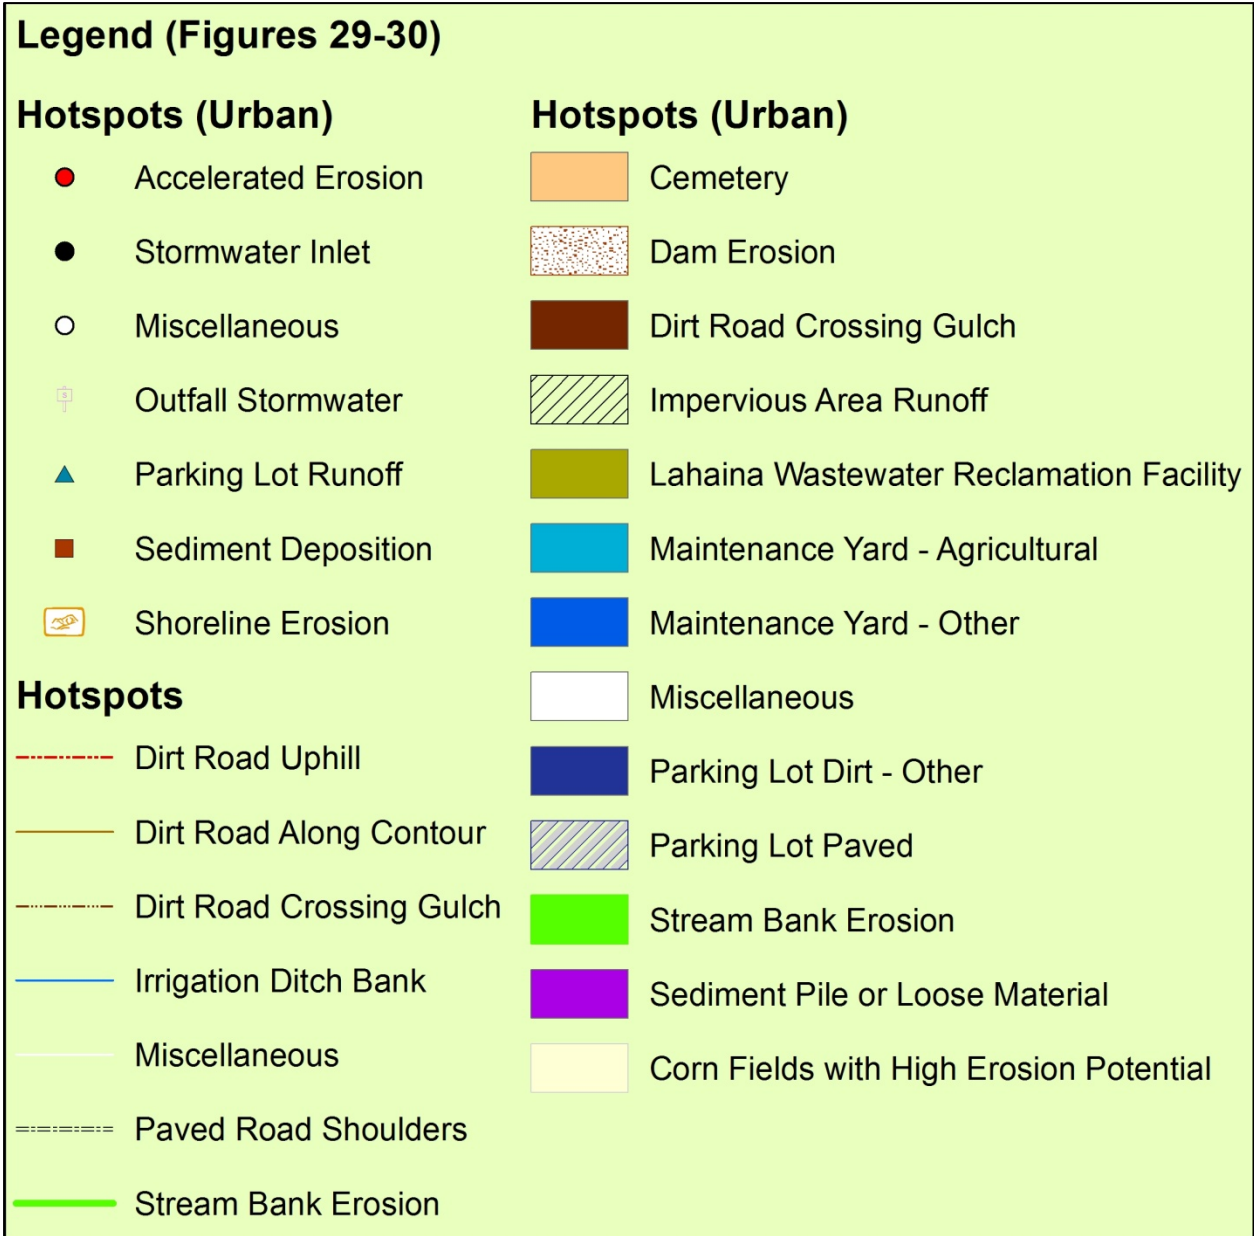 Legend (Figures 29-30)
Hotspots (Urban)
Accelerated Erosion
Stormwater Inlet
Miscellaneous
S
Outfall Stormwater
Parking Lot Runoff
Sediment Deposition
Shoreline Erosion
Hotspots
Dirt Road Uphill
Dirt Road Along Contour
Dirt Road Crossing Gulch
Irrigation Ditch Bank
Miscellaneous
Paved Road Shoulders
Stream Bank Erosion
Hotspots (Urban)
Cemetery
Dam Erosion
Dirt Road Crossing Gulch
Impervious Area Runoff
Lahaina Wastewater Reclamation Facility
Maintenance Yard - Agricultural
Maintenance Yard - Other
Miscellaneous
Parking Lot Dirt - Other
Parking Lot Paved
Stream Bank Erosion
Sediment Pile or Loose Material
Corn Fields with High Erosion Potential